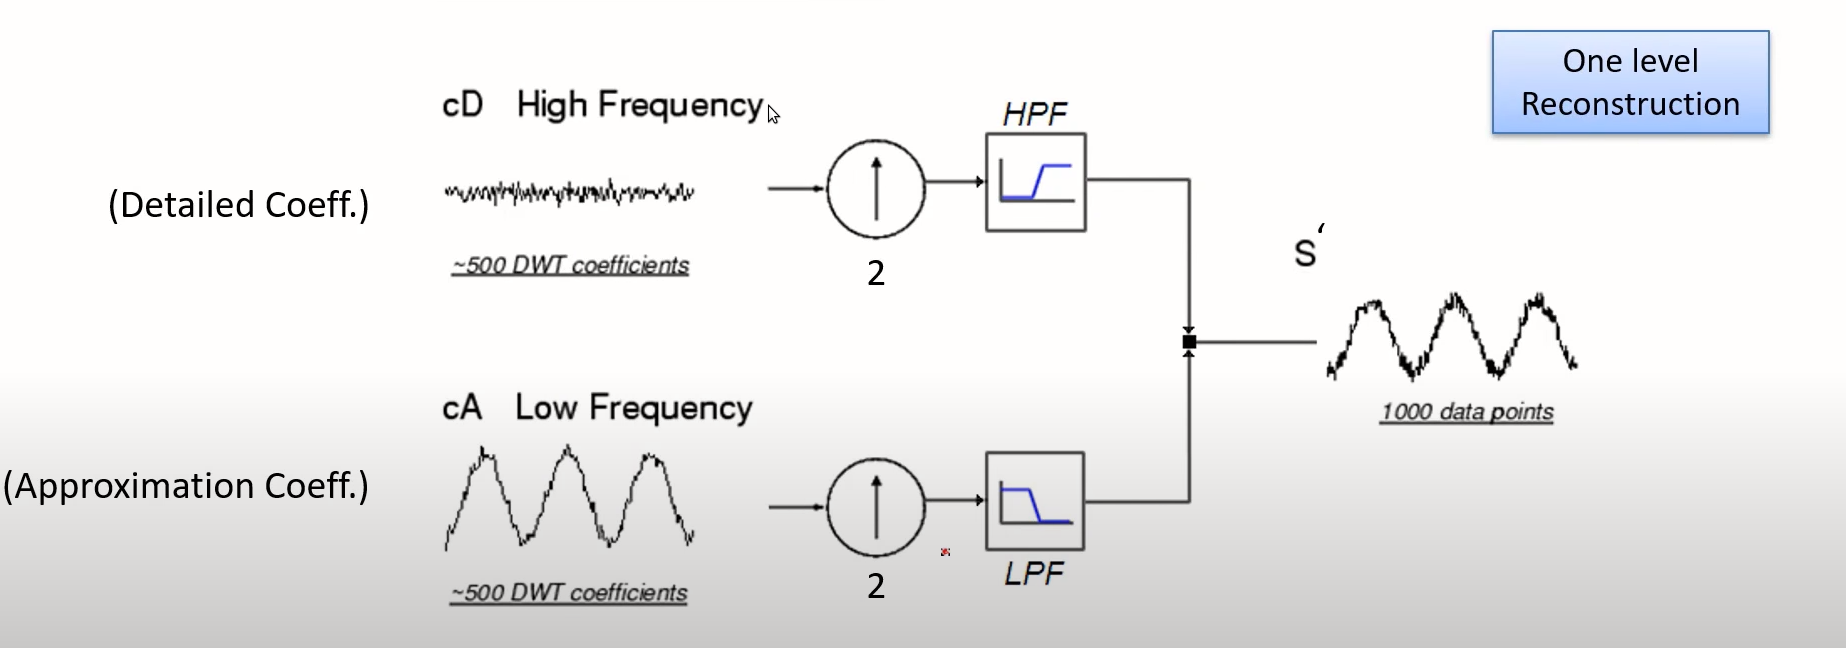 One level
Reconstruction
cD High Frequency
HPF
(Detailed Coeff.)
~500 DWT coefficients
2
S‘
1000 data points
cA Low Frequency
(Approximation Coeff.)
~500 DWT coefficients
2
LPF